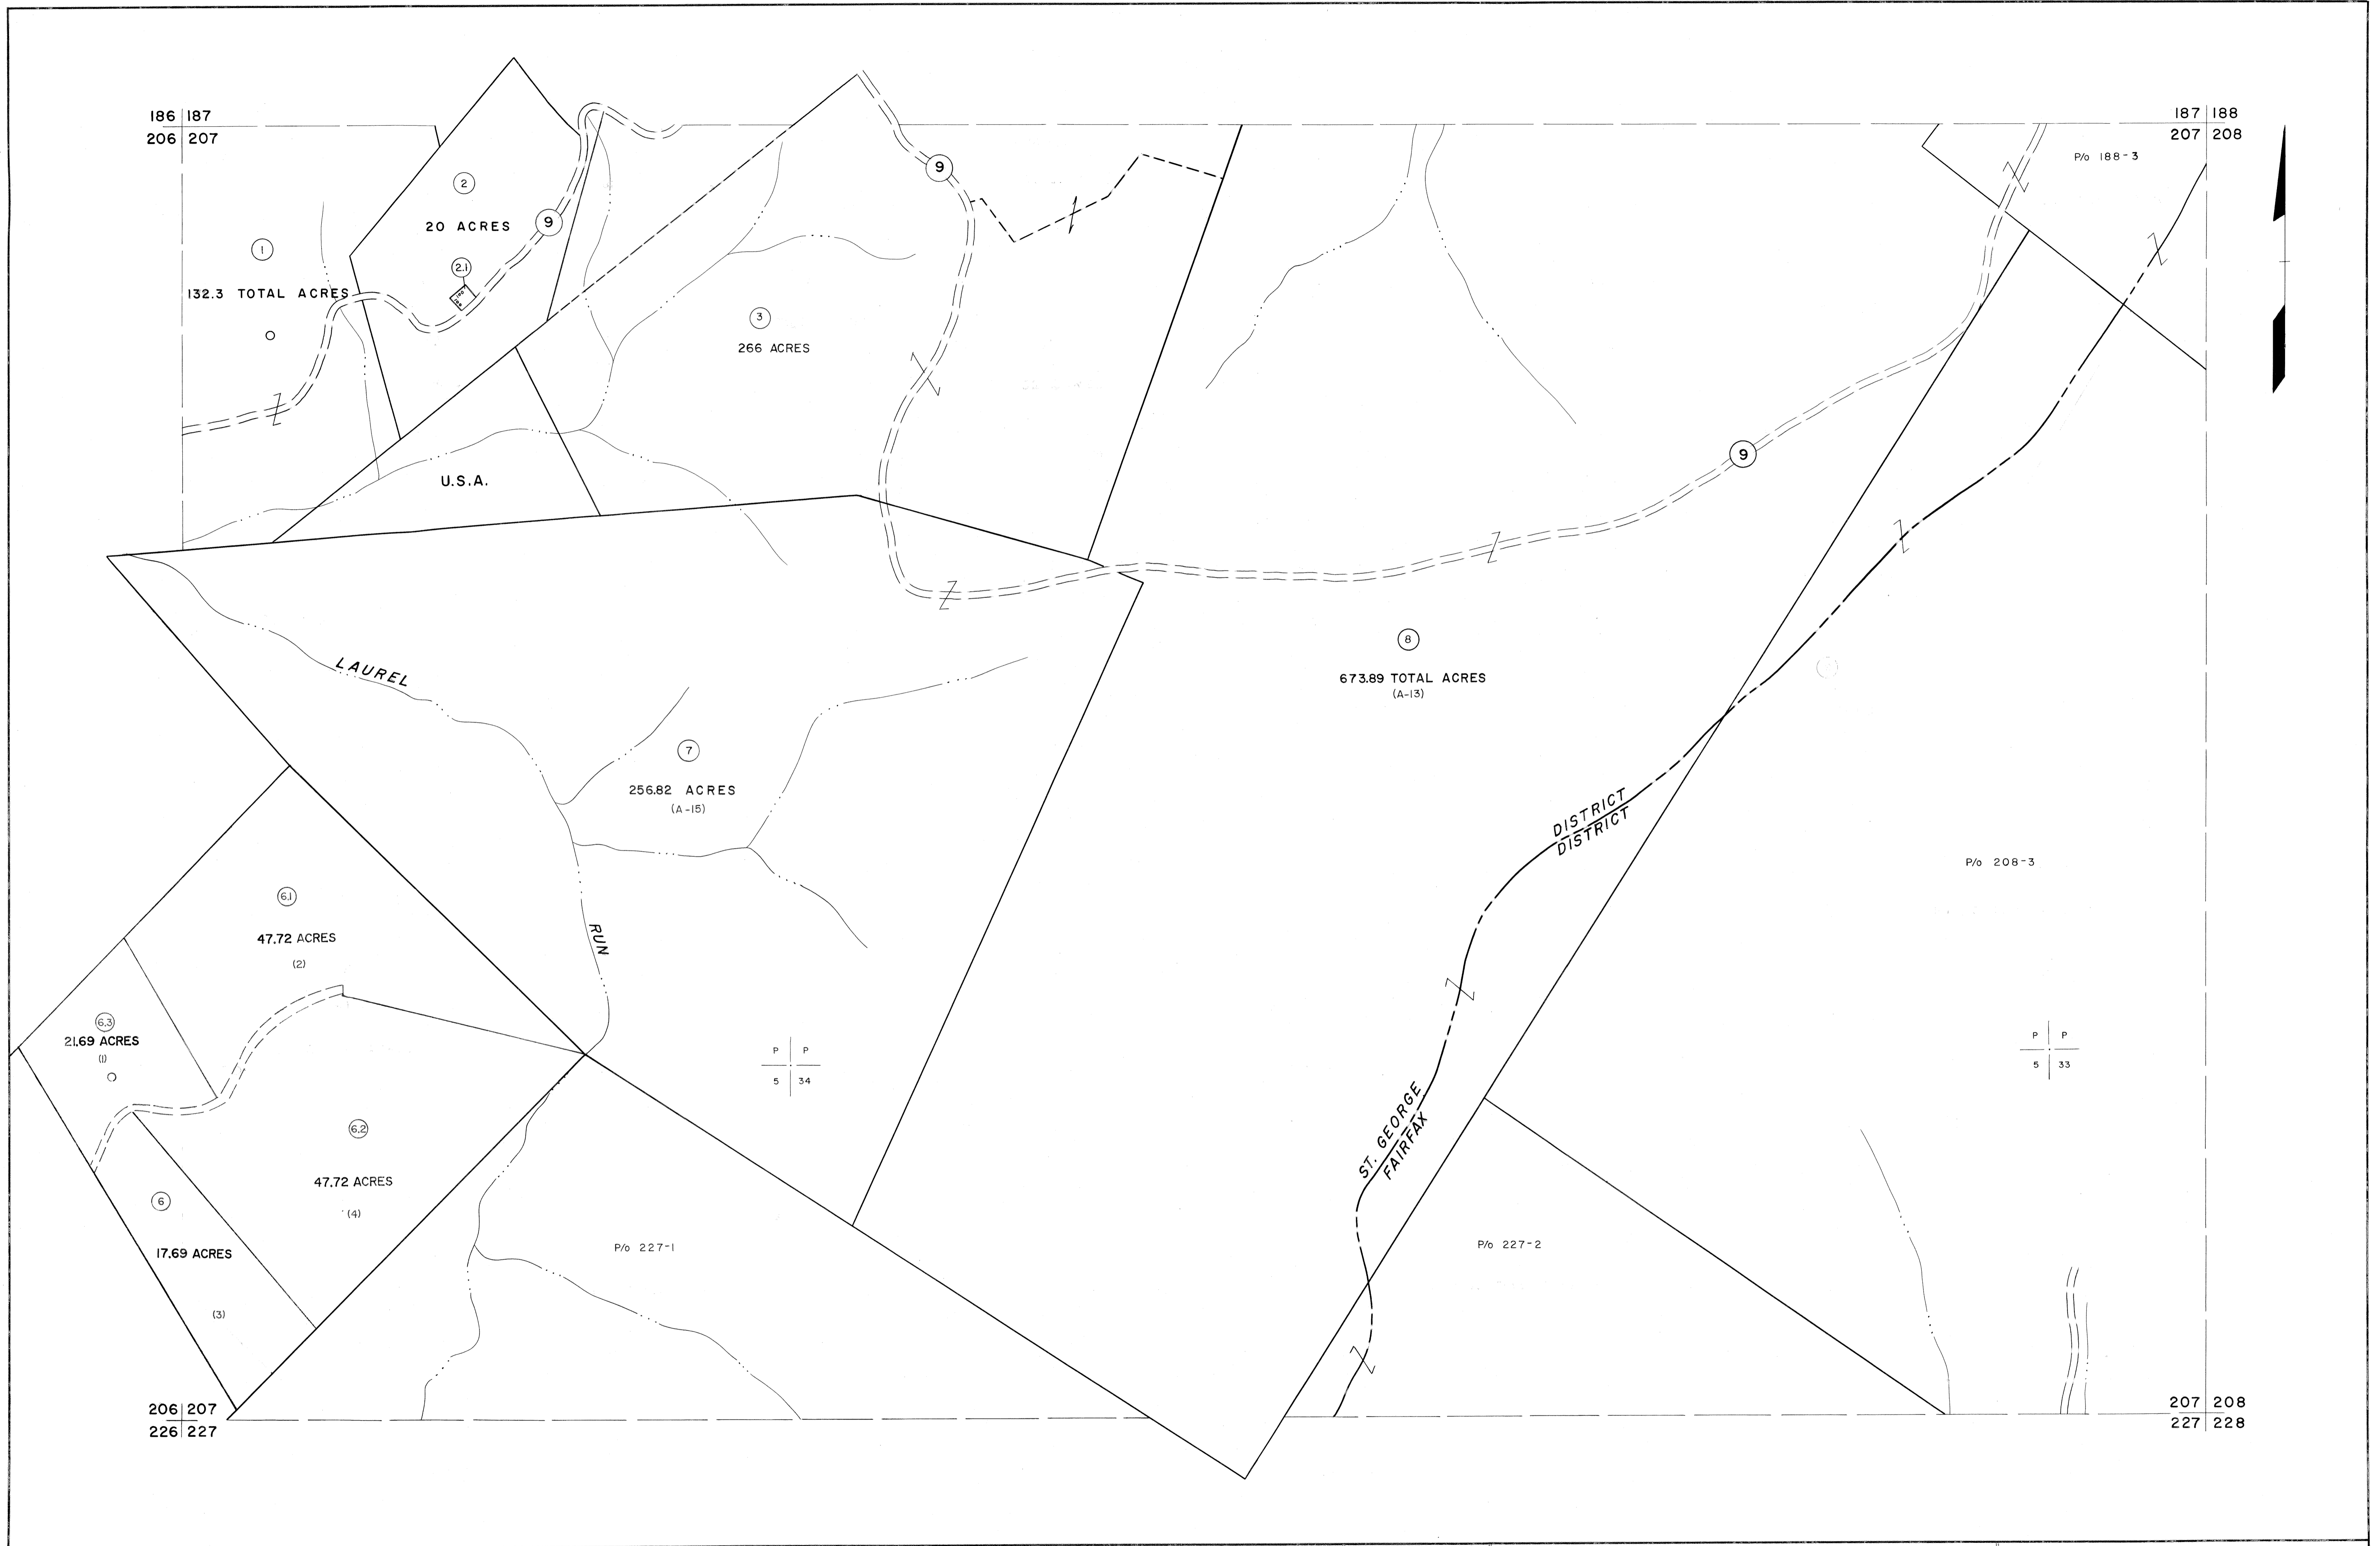 186 187
206 207
187 188
207 208
P/o 188-3
2
20 ACRES
9
9
1
2.1
132.3 TOTAL ACRES
3
266 ACRES
9
U.S.A.
8
673.89 TOTAL ACRES
(A-13)
LAUREL
RUN
7
256.82 ACRES
(A-15)
DISTRICT
DISTRICT
P/o 208-3
6.1
47.72 ACRES
(2)
6.3
21.69 ACRES
(1)
P P
5 34
P P
5 33
ST. GEORGE
FAIRFAX
6.2
47.72 ACRES
(4)
6
17.69 ACRES
(3)
P/o 227-1
P/o 227-2
206 207
226 227
207 208
227 228